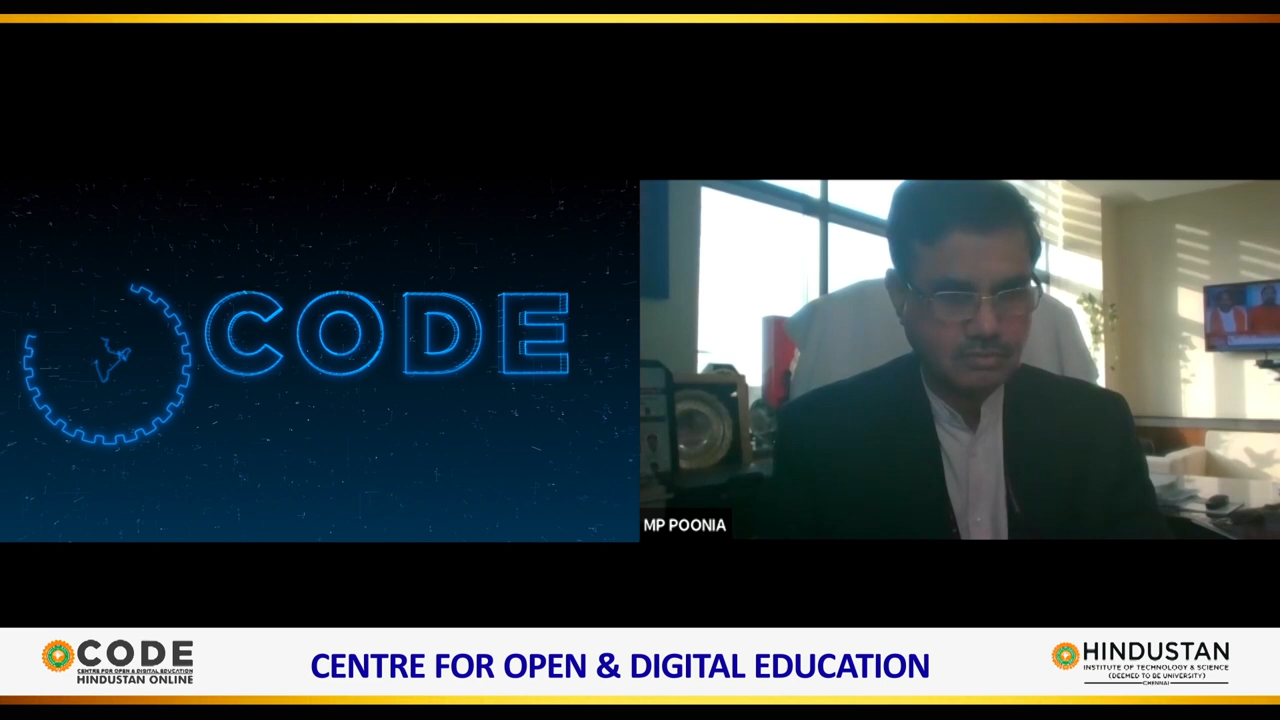 CODE
MP POONIA
CODE
CENTRE FOR OPEN & DIGITAL EDUCATION
HINDUSTAN ONLINE
CENTRE FOR OPEN & DIGITAL EDUCATION
HINDUSTAN
INSTITUTE OF TECHNOLOGY & SCIENCE
(DEEMED TO BE UNIVERSITY)
CHENNAI